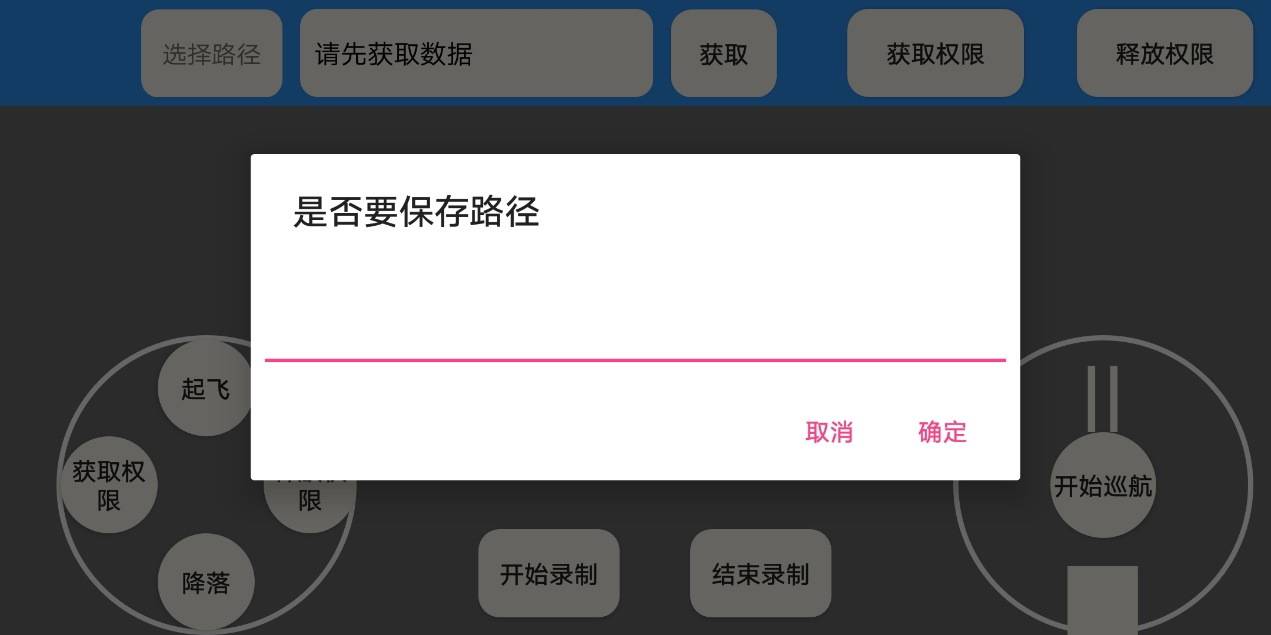 选择路径
请先获取数据
获取
获取权限
释放权限
是否要保存路径
取消
确定
起飞
获取权
限
限
降落
开始录制
结束录制
开始巡航